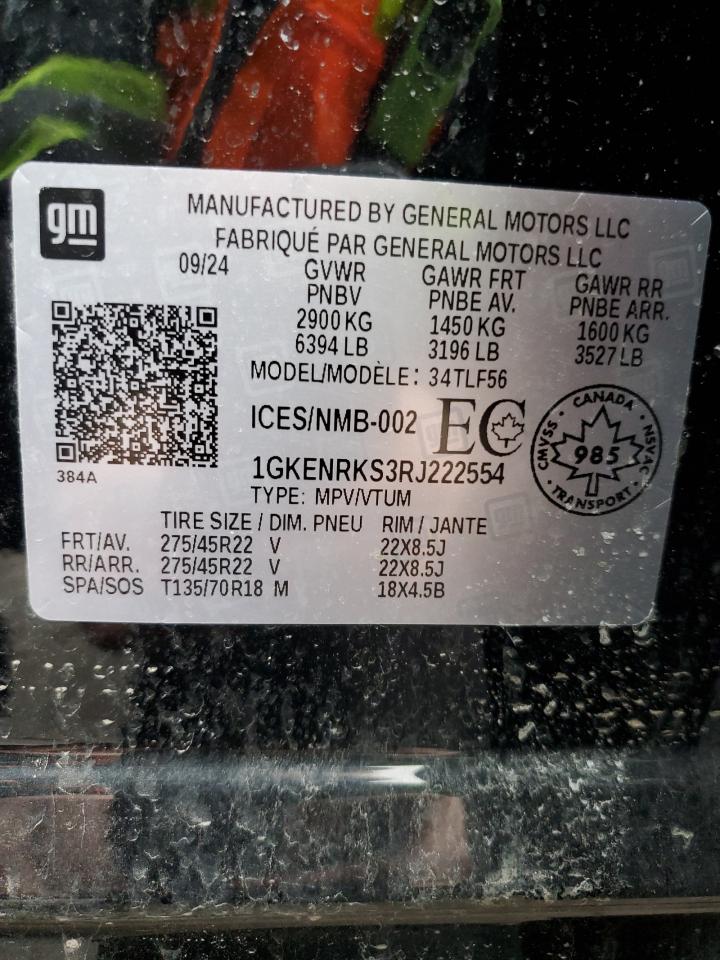 gm
MANUFACTURED BY GENERAL MOTORS LLC
FABRIQUÉ PAR GENERAL MOTORS LLC
09/24 GVWR GAWR FRT GAWR RR
PNBV PNBE AV. PNBE ARR.
2900 KG 1450 KG 1600 KG
6394 LB 3196 LB 3527 LB
MODEL/MODÈLE: 34TLF56
ICES/NMB-002 EC
CANADA
CMVSS 985 NSVAC
TRANSPORT
384A
1GKENRKS3RJ222554
TYPE: MPV/VTUM
TIRE SIZE / DIM. PNEU RIM / JANTE
FRT/AV. 275/45R22 V 22X8.5J
RR/ARR. 275/45R22 V 22X8.5J
SPA/SOS T135/70R18 M 18X4.5B